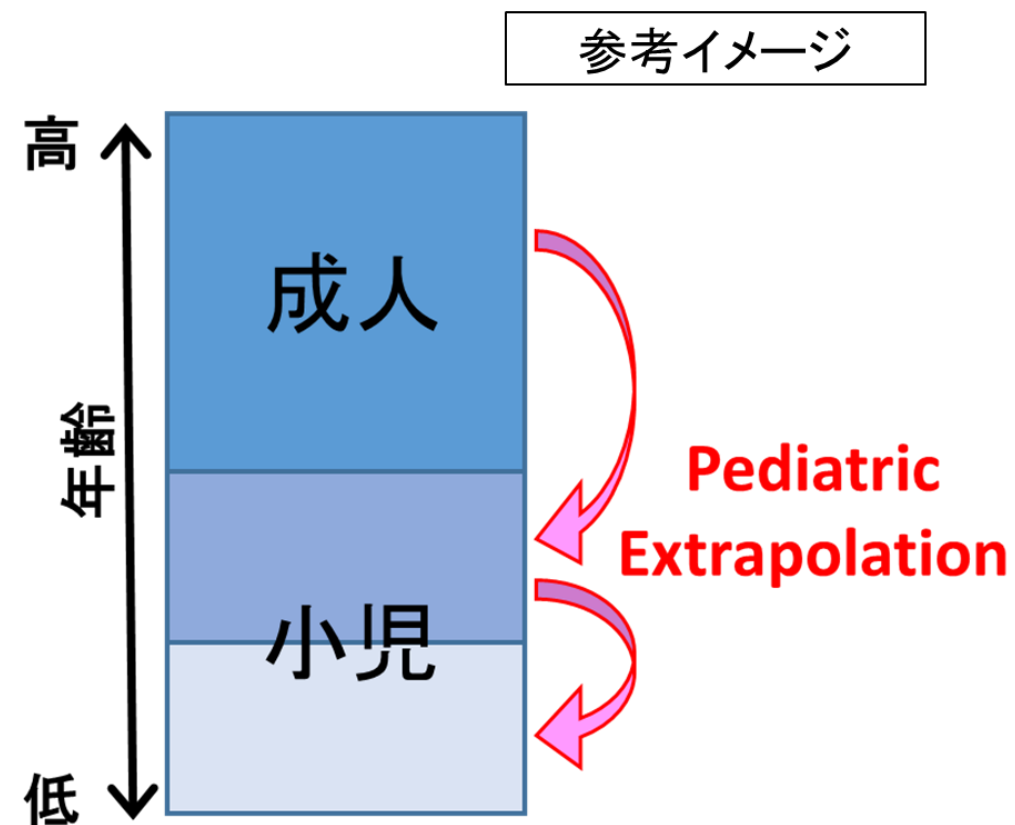 参考イメージ
高
成人
年齢
Pediatric
Extrapolation
小児
低